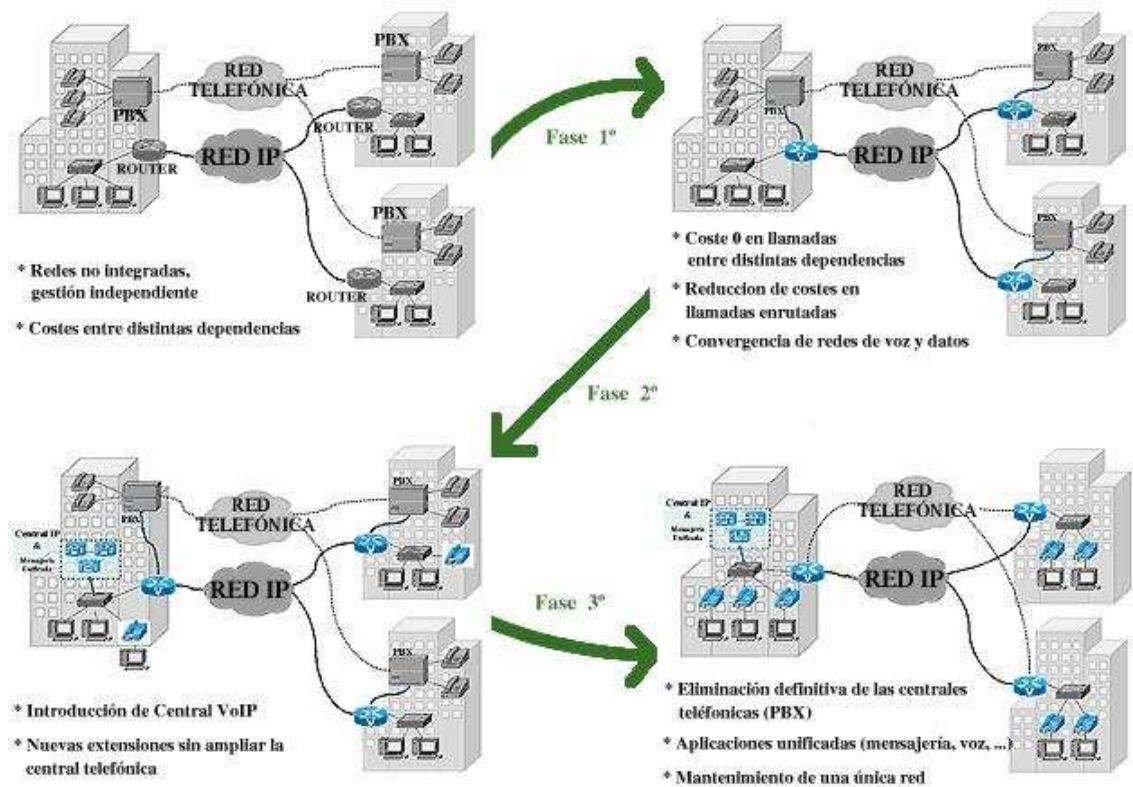 PBX
RED
TELEFÓNICA
PBX
ROUTER
RED IP
ROUTER
PBX
ROUTER
* Redes no integradas,
gestión independiente
* Costes entre distintas dependencias
Fase 1º
PBX
RED
TELEFÓNICA
PBX
RED IP
PBX
* Coste 0 en llamadas
entre distintas dependencias
* Reduccion de costes en
llamadas enrutadas
* Convergencia de redes de voz y datos
Fase 2º
PBX
RED
TELEFÓNICA
PBX
Central IP
&
Mensajería
Unificada
RED IP
PBX
* Introducción de Central VoIP
* Nuevas extensiones sin ampliar la
central telefónica
Fase 3º
Central IP
&
Mensajería
Unificada
RED
TELEFÓNICA
RED IP
* Eliminación definitiva de las centrales
teléfonicas (PBX)
* Aplicaciones unificadas (mensajería, voz, ...)
* Mantenimiento de una única red